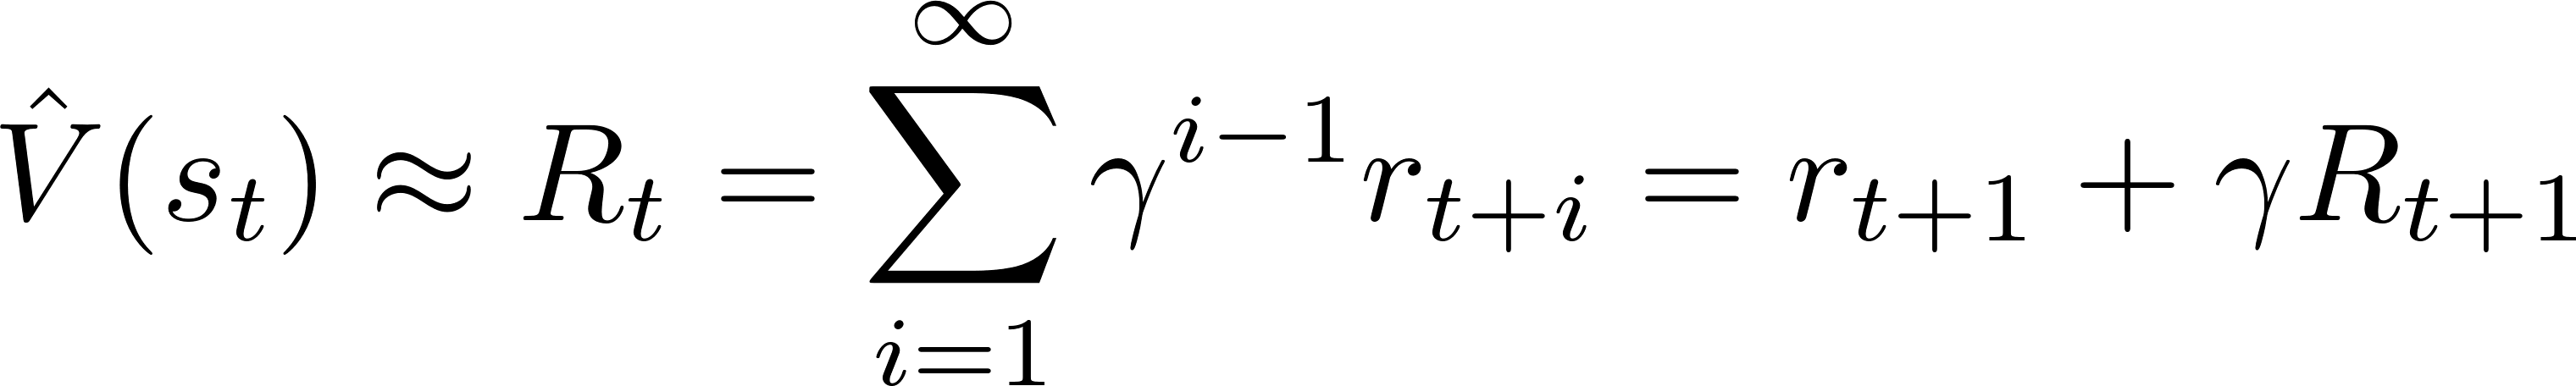 V̂(s_t) ≈ R_t = ∑_{i=1}^{∞} γ^{i−1} r_{t+i} = r_{t+1} + γR_{t+1}